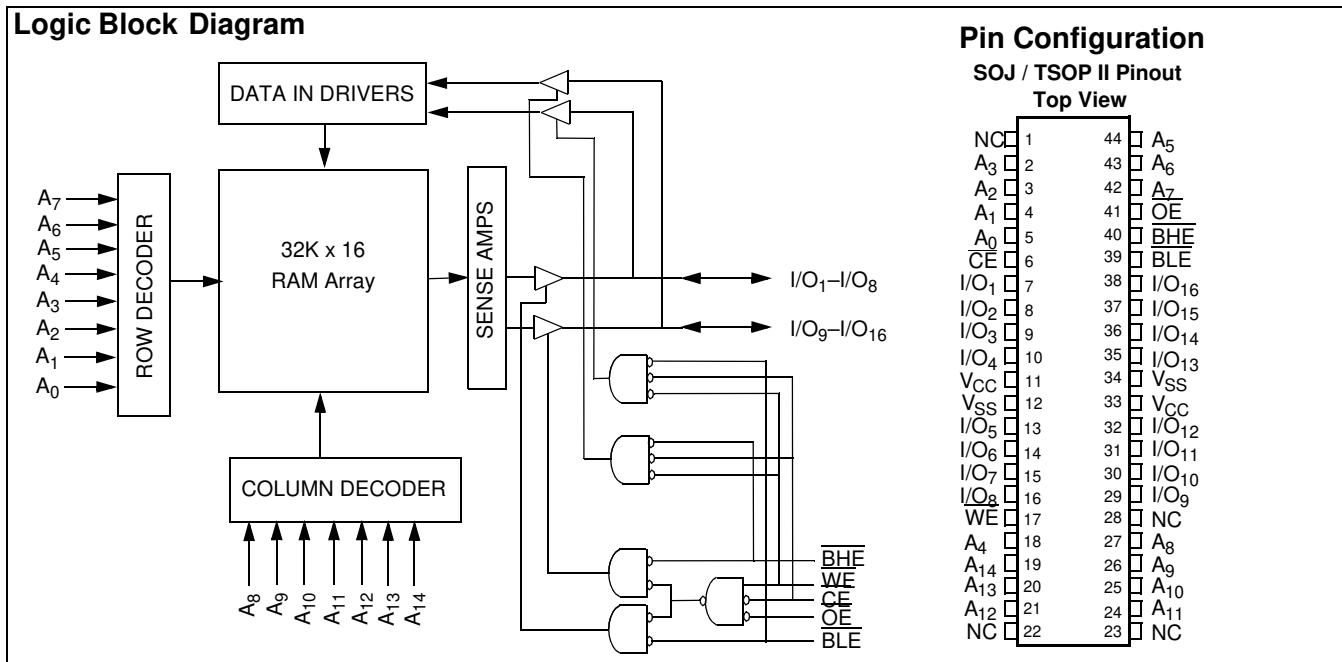 Logic Block Diagram
DATA IN DRIVERS
A7
A6
A5
A4
A3
A2
A1
A0
ROW DECODER
32K x 16
RAM Array
SENSE AMPS
I/O1–I/O8
I/O9–I/O16
COLUMN DECODER
A8
A9
A10
A11
A12
A13
A14
BHE
WE
CE
OE
BLE
Pin Configuration
SOJ / TSOP II Pinout
Top View
NC 1 44 A5
A3 2 43 A6
A2 3 42 A7
A1 4 41 OE
A0 5 40 BHE
CE 6 39 BLE
I/O1 7 38 I/O16
I/O2 8 37 I/O15
I/O3 9 36 I/O14
I/O4 10 35 I/O13
VCC 11 34 VSS
VSS 12 33 VCC
I/O5 13 32 I/O12
I/O6 14 31 I/O11
I/O7 15 30 I/O10
I/O8 16 29 I/O9
WE 17 28 NC
A4 18 27 A8
A14 19 26 A9
A13 20 25 A10
A12 21 24 A11
NC 22 23 NC